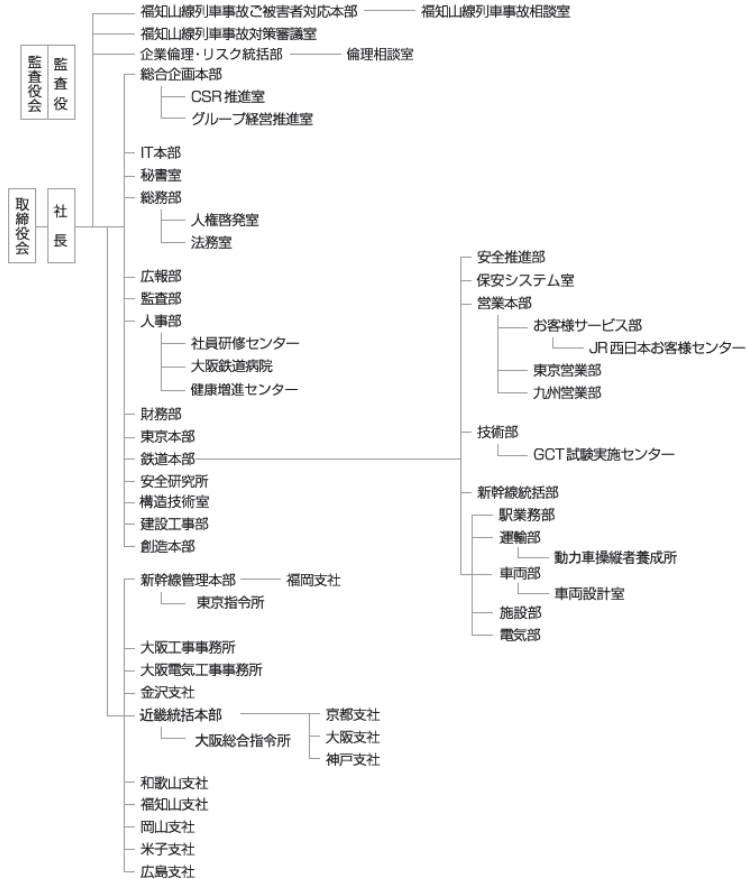 福知山線列車事故ご被害者対応本部 福知山線列車事故相談室
福知山線列車事故対策審議室
企業倫理・リスク統括部 倫理相談室
監査役会
監査役
総合企画本部
CSR推進室
グループ経営推進室
IT本部
秘書室
取締役会
社長
総務部
人権啓発室
法務室
広報部
監査部
人事部
社員研修センター
大阪鉄道病院
健康増進センター
財務部
東京本部
鉄道本部
安全研究所
構造技術室
建設工事部
創造本部
安全推進部
保安システム室
営業本部
お客様サービス部
JR西日本お客様センター
東京営業部
九州営業部
技術部
GCT試験実施センター
新幹線統括部
駅業務部
運輸部
動力車操縦者養成所
車両部
車両設計室
施設部
電気部
新幹線管理本部 福岡支社
東京指令所
大阪工事事務所
大阪電気工事事務所
金沢支社
近畿統括本部 京都支社
大阪総合指令所 大阪支社
神戸支社
和歌山支社
福知山支社
岡山支社
米子支社
広島支社